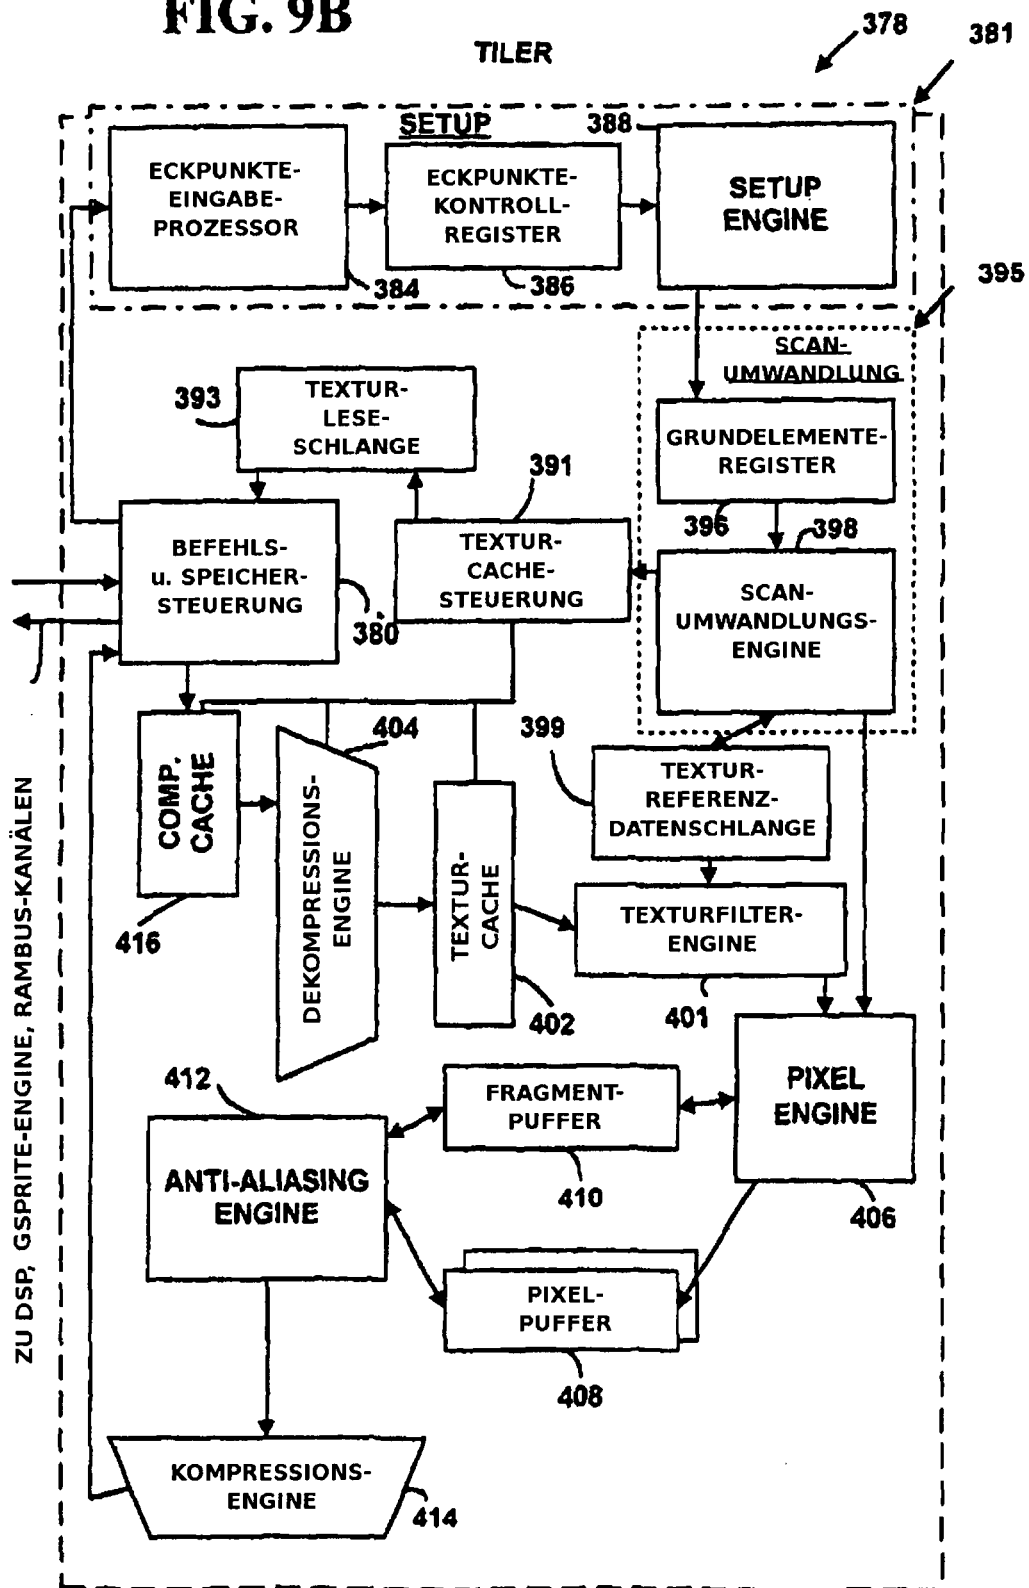 FIG. 9B
TILER
378
381
SETUP
388
ECKPUNKTE-
EINGABE-
PROZESSOR
384
ECKPUNKTE-
KONTROLL-
REGISTER
386
SETUP
ENGINE
395
SCAN-
UMWANDLUNG
393
TEXTUR-
LESE-
SCHLANGE
GRUNDELEMENTE-
REGISTER
396
391
398
BEFEHLS-
u. SPEICHER-
STEUERUNG
380
TEXTUR-
CACHE-
STEUERUNG
SCAN-
UMWANDLUNGS-
ENGINE
COMP.
CACHE
416
404
DEKOMPRESSIONS-
ENGINE
TEXTUR-
CACHE
402
399
TEXTUR-
REFERENZ-
DATENSCHLANGE
TEXTURFILTER-
ENGINE
401
ZU DSP, GSPRITE-ENGINE, RAMBUS-KANÄLEN
412
ANTI-ALIASING
ENGINE
FRAGMENT-
PUFFER
410
PIXEL
ENGINE
406
PIXEL-
PUFFER
408
KOMPRESSIONS-
ENGINE
414